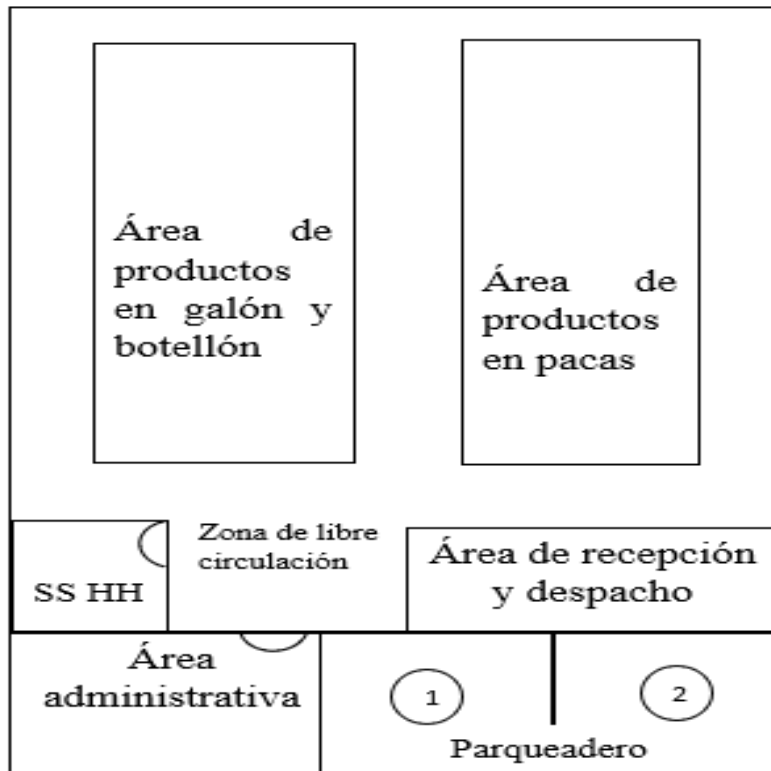 Área de
productos
en galón y
botellón
Área de
productos
en pacas
SS HH
Zona de libre
circulación
Área de recepción
y despacho
Área
administrativa
1
2
Parqueadero